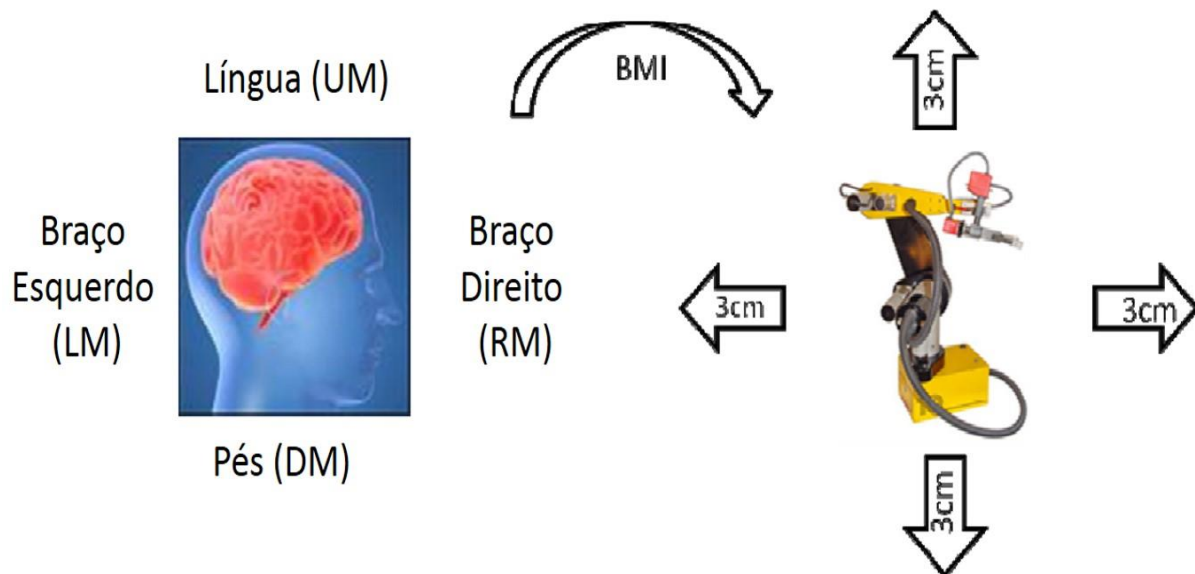 Língua (UM)
BMI
3cm
Braço
Esquerdo
(LM)
Braço
Direito
(RM)
3cm
3cm
Pés (DM)
3cm